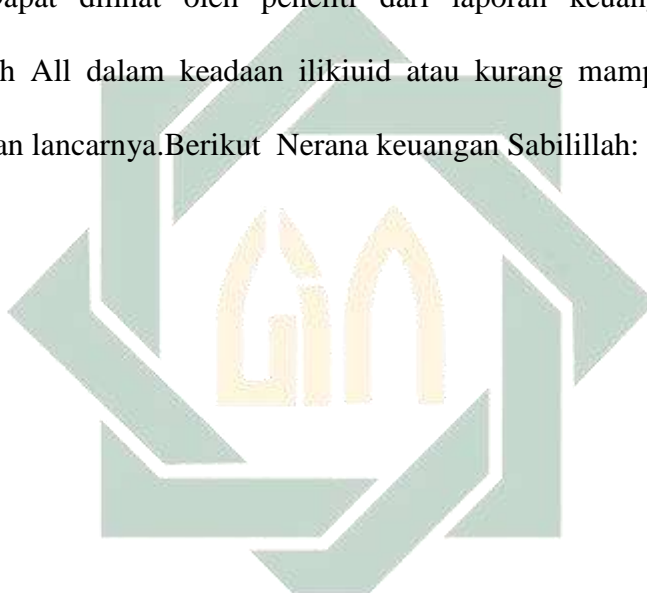 dapat dilihat oleh peneliti dari laporan keuang
h All dalam keadaan ilikiuid atau kurang mamp
an lancarnya.Berikut Nerana keuangan Sabilillah: